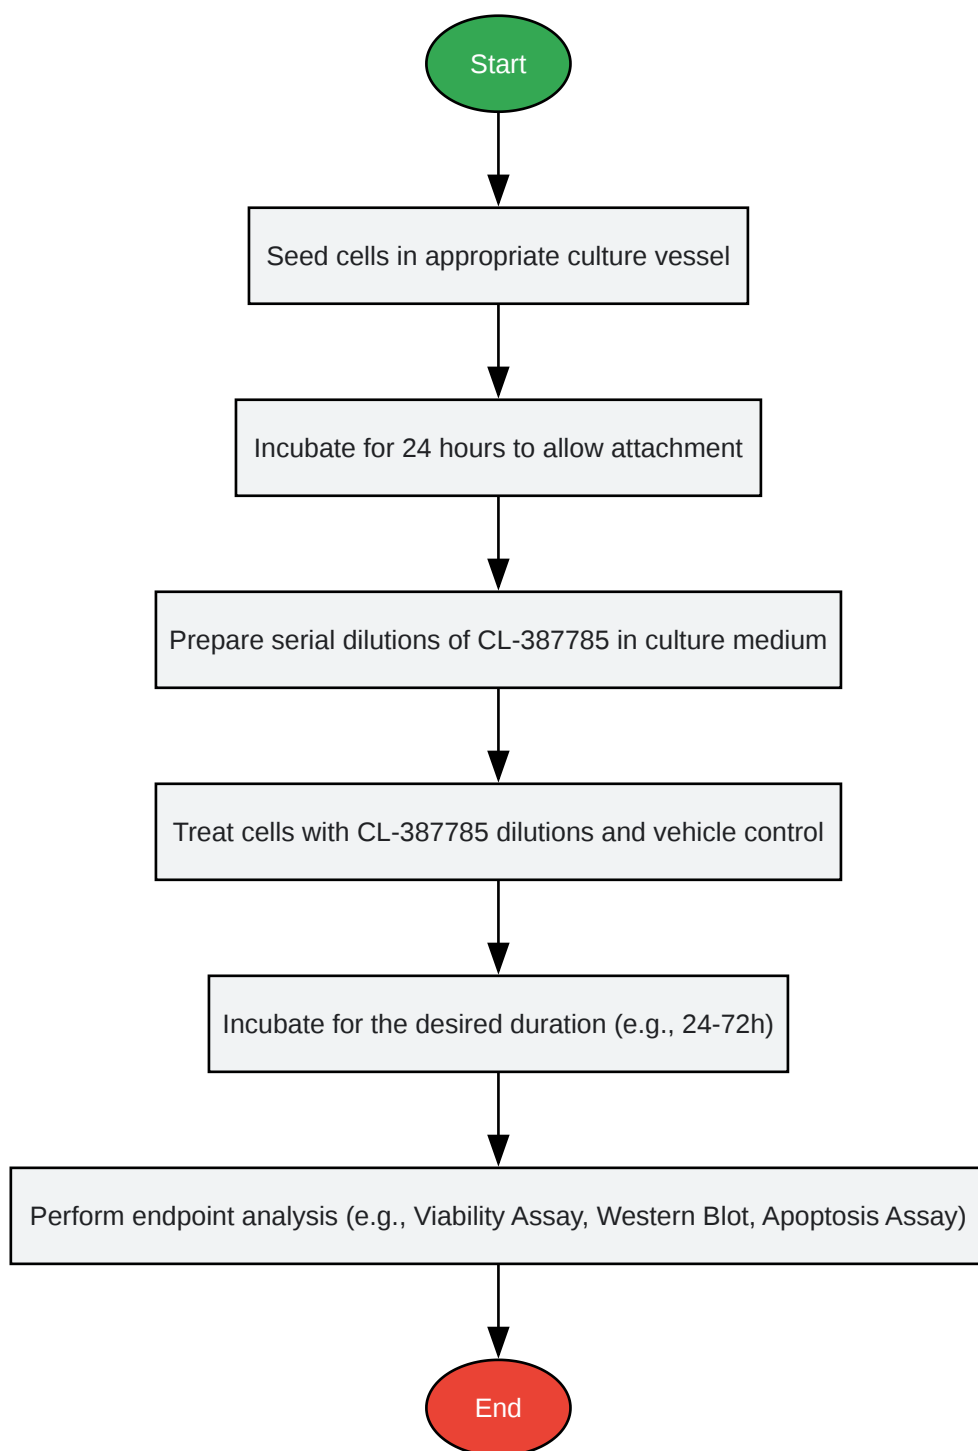 Start
Seed cells in appropriate culture vessel
Incubate for 24 hours to allow attachment
Prepare serial dilutions of CL-387785 in culture medium
Treat cells with CL-387785 dilutions and vehicle control
Incubate for the desired duration (e.g., 24-72h)
Perform endpoint analysis (e.g., Viability Assay, Western Blot, Apoptosis Assay)
End